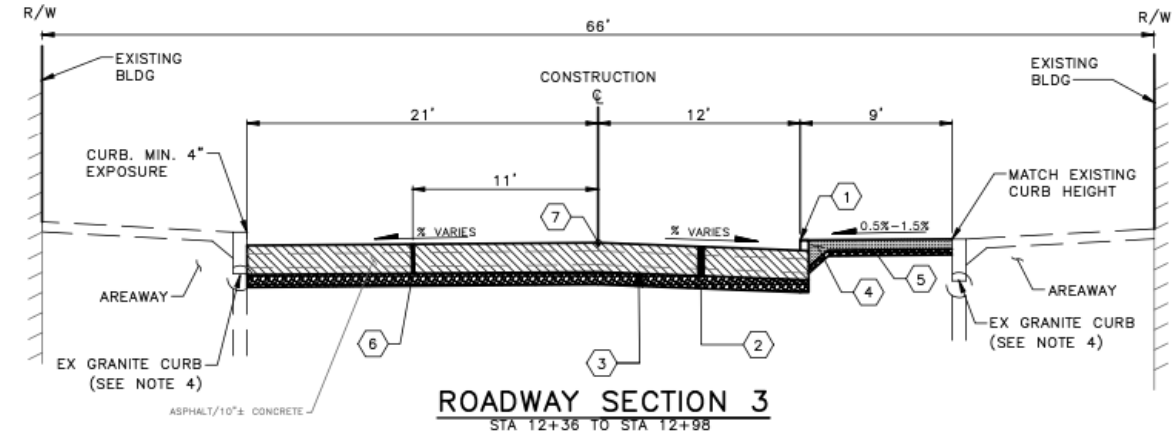 R/W
R/W
66'
EXISTING
BLDG
CONSTRUCTION
℄
EXISTING
BLDG
21'
12'
9'
CURB. MIN. 4"
EXPOSURE
11'
MATCH EXISTING
CURB HEIGHT
1
7
% VARIES
% VARIES
0.5%-1.5%
AREAWAY
4
5
AREAWAY
6
3
2
EX GRANITE CURB
(SEE NOTE 4)
EX GRANITE CURB
(SEE NOTE 4)
ASPHALT/10"± CONCRETE
ROADWAY SECTION 3
STA 12+36 TO STA 12+98